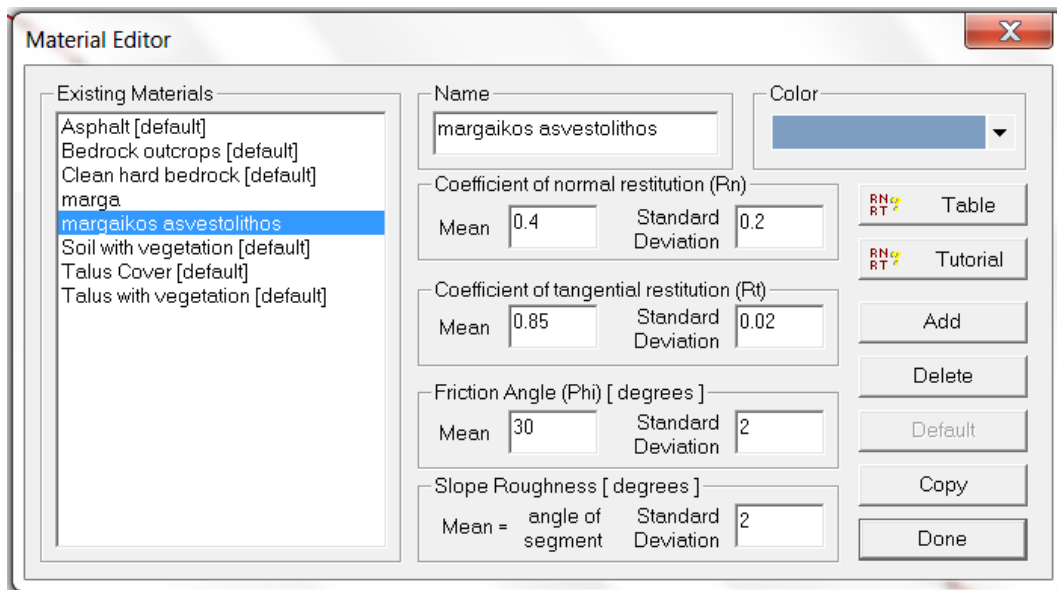 Material Editor
Existing Materials
Asphalt [default]
Bedrock outcrops [default]
Clean hard bedrock [default]
marga
margaikos asvestolithos
Soil with vegetation [default]
Talus Cover [default]
Talus with vegetation [default]
Name
margaikos asvestolithos
Color
Coefficient of normal restitution (Rn)
Mean 0.4 Standard Deviation 0.2
Coefficient of tangential restitution (Rt)
Mean 0.85 Standard Deviation 0.02
Friction Angle (Phi) [ degrees ]
Mean 30 Standard Deviation 2
Slope Roughness [ degrees ]
Mean = angle of segment Standard Deviation 2
RN RT ? Table
RN RT ? Tutorial
Add
Delete
Default
Copy
Done